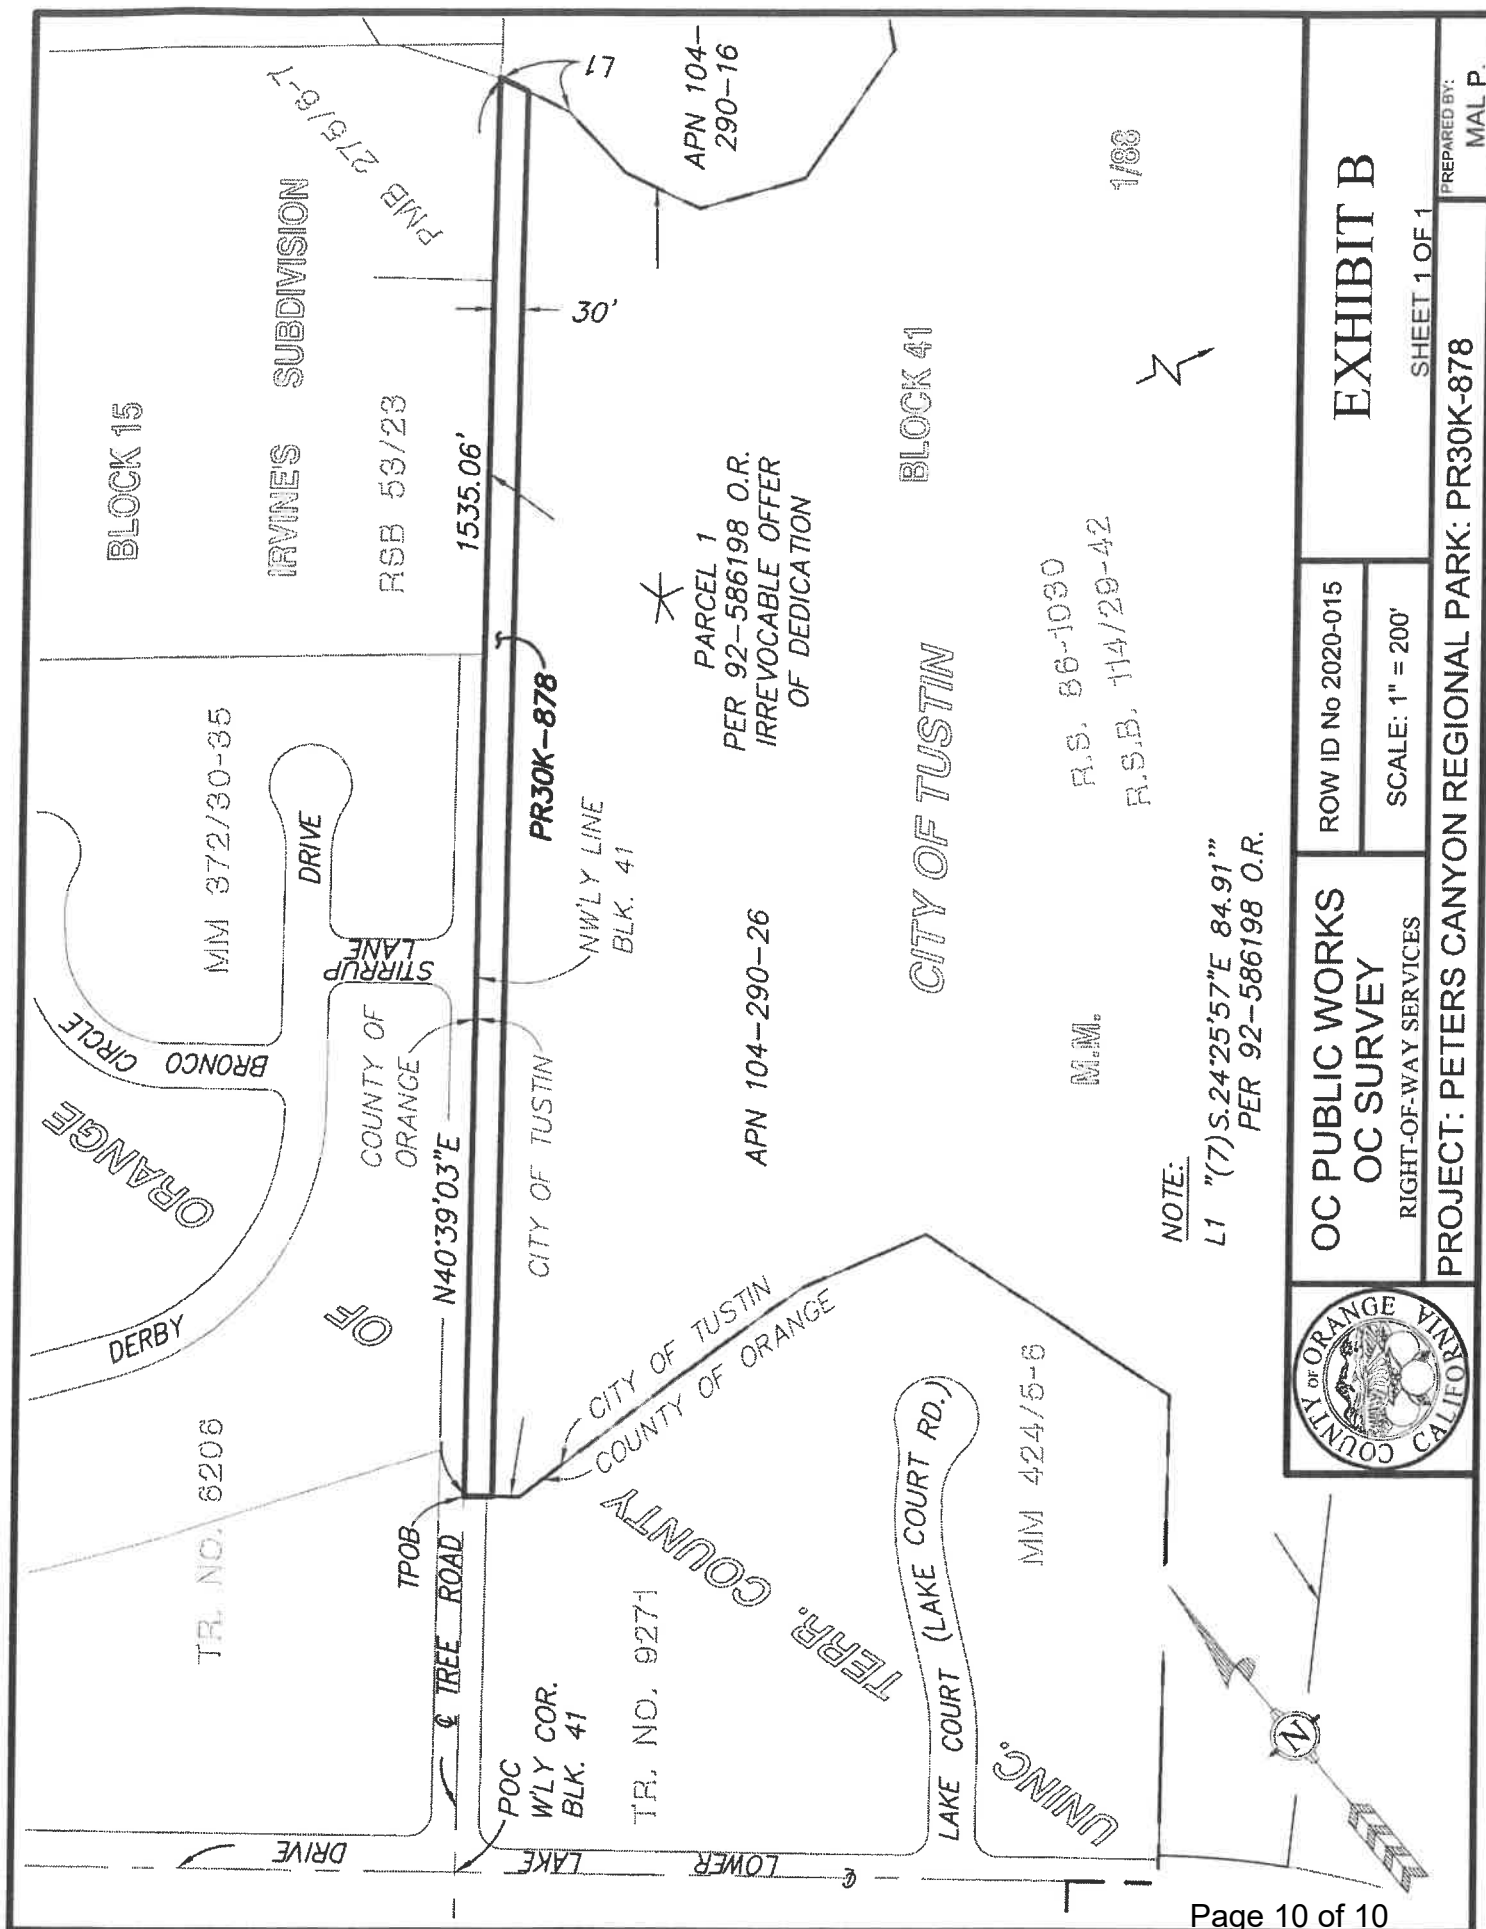 BLOCK 15
IRVINE'S SUBDIVISION
RSB 53/23
PMB 275/6-7
MM 372/30-35
ORANGE
OF
COUNTY
TERR.
UNINC.
BRONCO CIRCLE
DERBY
DRIVE
STIRRUP
LANE
COUNTY OF
ORANGE
CITY OF TUSTIN
N40°39'03"E
1535.06'
30'
L1
APN 104-
290-16
1/88
PR30K-878
NW'LY LINE
BLK. 41
PARCEL 1
PER 92-586198 O.R.
IRREVOCABLE OFFER
OF DEDICATION
BLOCK 41
APN 104-290-26
CITY OF TUSTIN
R.S. 86-1030
R.S.B. 114/29-42
M.M.
TR. NO. 8206
TPOB
℄ TREE ROAD
POC
W'LY COR.
BLK. 41
TR. NO. 9271
CITY OF TUSTIN
COUNTY OF ORANGE
MM 424/5-6
LAKE COURT (LAKE COURT RD.)
LOWER LAKE DRIVE
℄
N
NOTE:
L1 "(7)S.24°25'57"E 84.91'"
PER 92-586198 O.R.
COUNTY OF ORANGE
CALIFORNIA
OC PUBLIC WORKS
OC SURVEY
RIGHT-OF-WAY SERVICES
ROW ID No 2020-015
SCALE: 1" = 200'
EXHIBIT B
SHEET 1 OF 1
PROJECT: PETERS CANYON REGIONAL PARK: PR30K-878
PREPARED BY:
MAL P.
Page 10 of 10